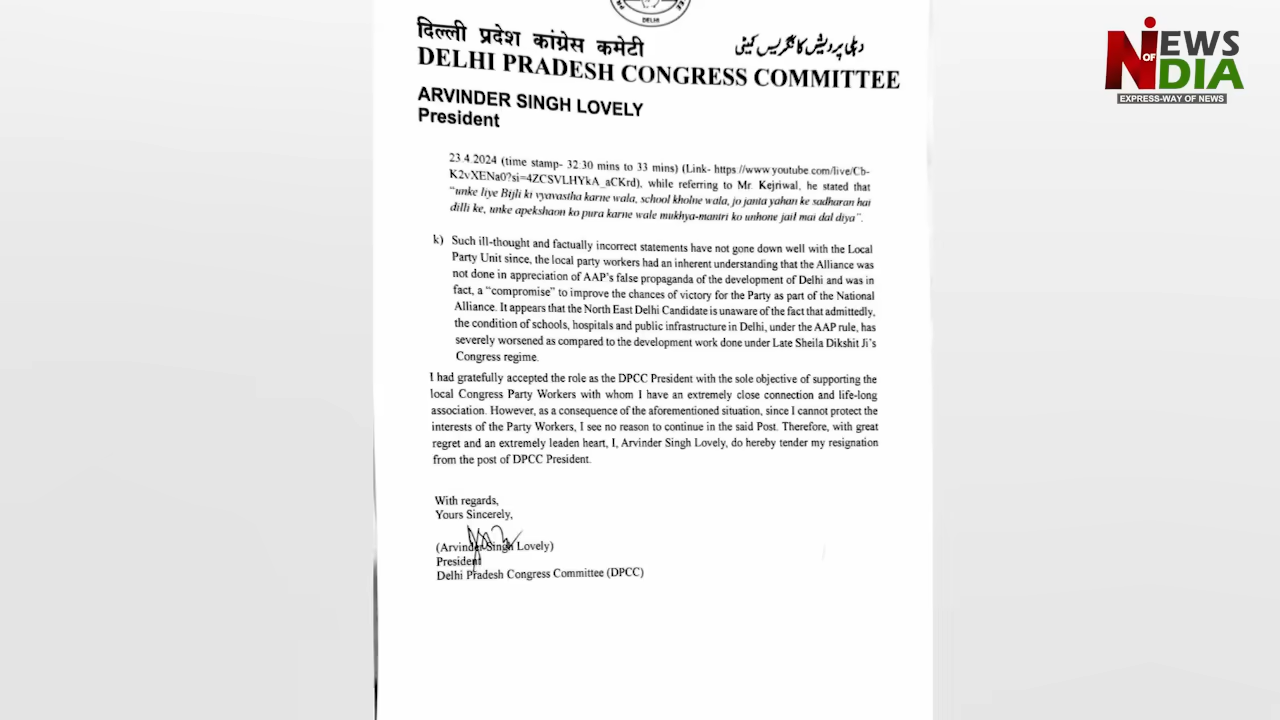 DELHI
दिल्ली प्रदेश कांग्रेस कमेटी
دہلی پردیش کانگریس کمیٹی
DELHI PRADESH CONGRESS COMMITTEE
ARVINDER SINGH LOVELY
President
NEWS
OF
INDIA
EXPRESS-WAY OF NEWS
23.4.2024 (time stamp- 32:30 mins to 33 mins) (Link- https://www.youtube.com/live/Cb-
K2vXENa0?si=4ZCSVLHYkA_aCKrd), while referring to Mr. Kejriwal, he stated that
"unke liye Bijli ki vyavastha karne wala, school kholne wala, jo janta yahan ke sadharan hai
dilli ke, unke apekshaon ko pura karne wale mukhya-mantri ko unhone jail mai dal diya".
k) Such ill-thought and factually incorrect statements have not gone down well with the Local
Party Unit since, the local party workers had an inherent understanding that the Alliance was
not done in appreciation of AAP's false propaganda of the development of Delhi and was in
fact, a "compromise" to improve the chances of victory for the Party as part of the National
Alliance. It appears that the North East Delhi Candidate is unaware of the fact that admittedly,
the condition of schools, hospitals and public infrastructure in Delhi, under the AAP rule, has
severely worsened as compared to the development work done under Late Sheila Dikshit Ji's
Congress regime.
I had gratefully accepted the role as the DPCC President with the sole objective of supporting the
local Congress Party Workers with whom I have an extremely close connection and life-long
association. However, as a consequence of the aforementioned situation, since I cannot protect the
interests of the Party Workers, I see no reason to continue in the said Post. Therefore, with great
regret and an extremely leaden heart, I, Arvinder Singh Lovely, do hereby tender my resignation
from the post of DPCC President.
With regards,
Yours Sincerely,
(Arvinder Singh Lovely)
President
Delhi Pradesh Congress Committee (DPCC)